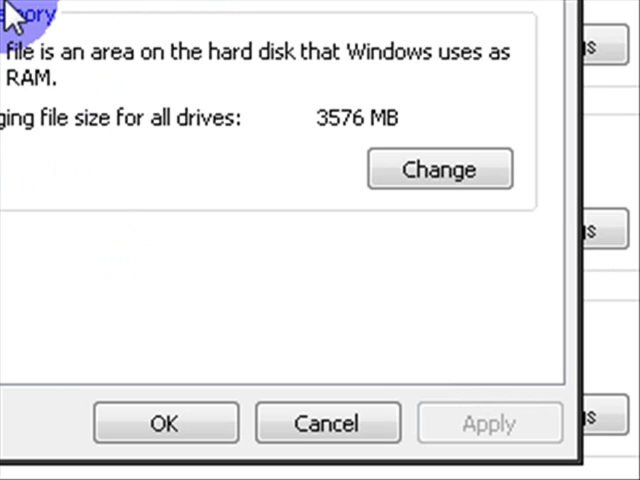 file is an area on the hard disk that Windows uses as
RAM.
file size for all drives: 3576 MB
Change
OK
Cancel
Apply